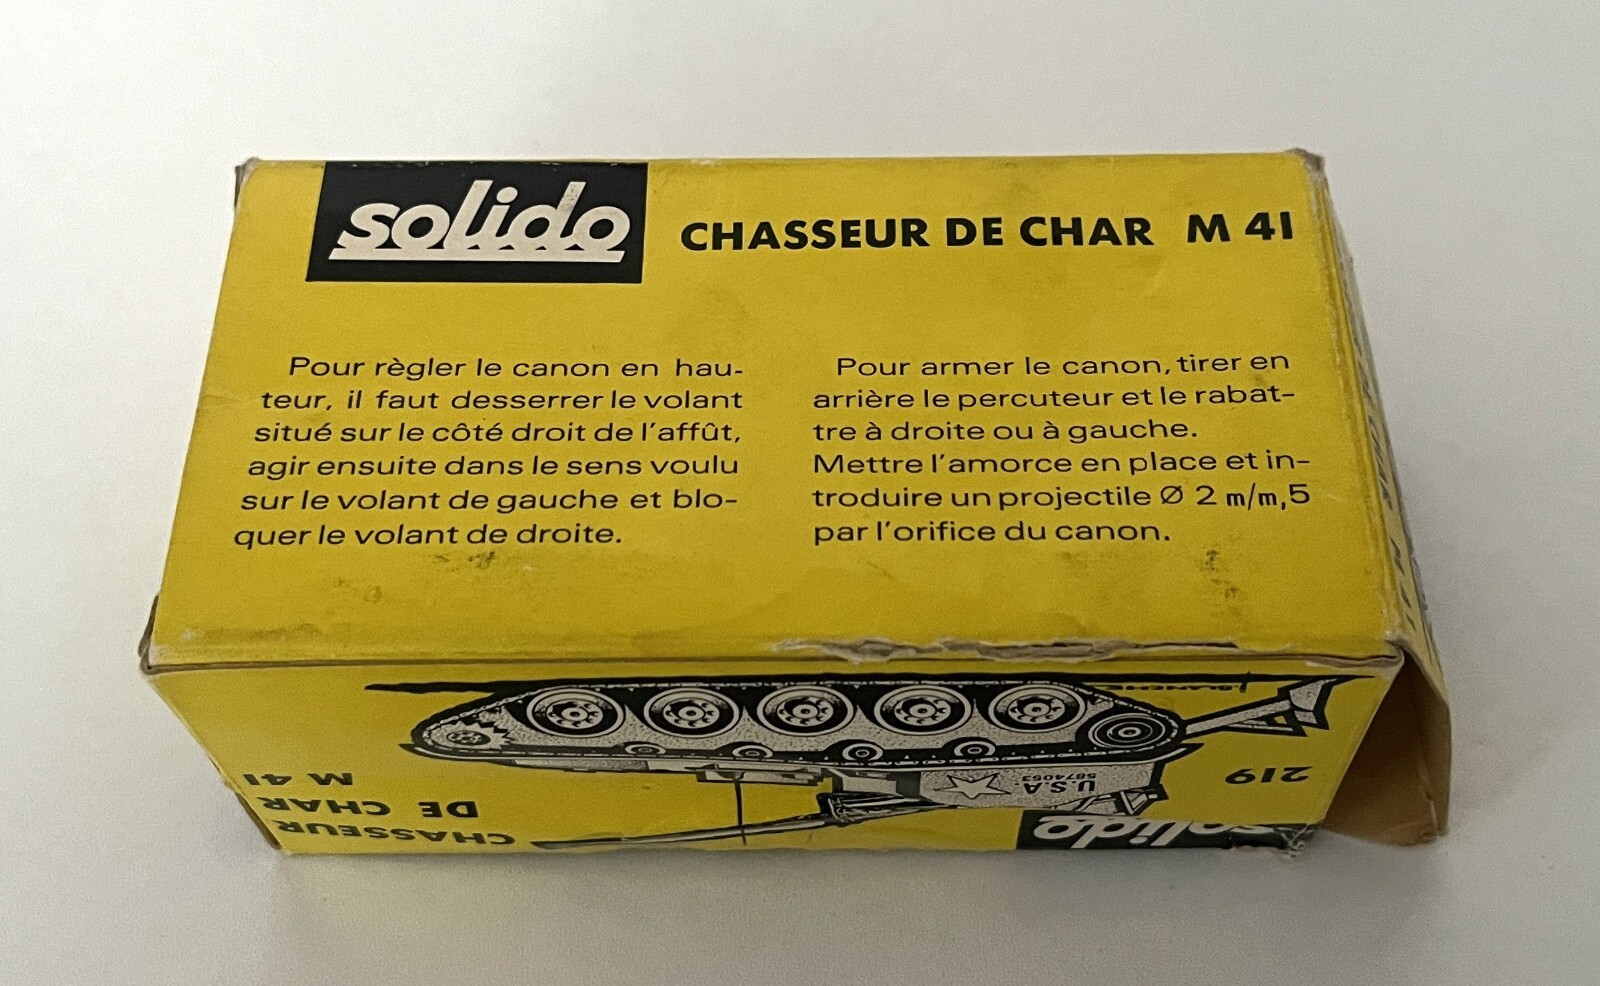 solido
CHASSEUR DE CHAR M 41
Pour règler le canon en hau-
teur, il faut desserrer le volant
situé sur le côté droit de l'affût,
agir ensuite dans le sens voulu
sur le volant de gauche et blo-
quer le volant de droite.
Pour armer le canon, tirer en
arrière le percuteur et le rabat-
tre à droite ou à gauche.
Mettre l'amorce en place et in-
troduire un projectile Ø 2 m/m,5
par l'orifice du canon.
solido
219
CHASSEUR
DE CHAR
M 41
U.S.A.
5874053